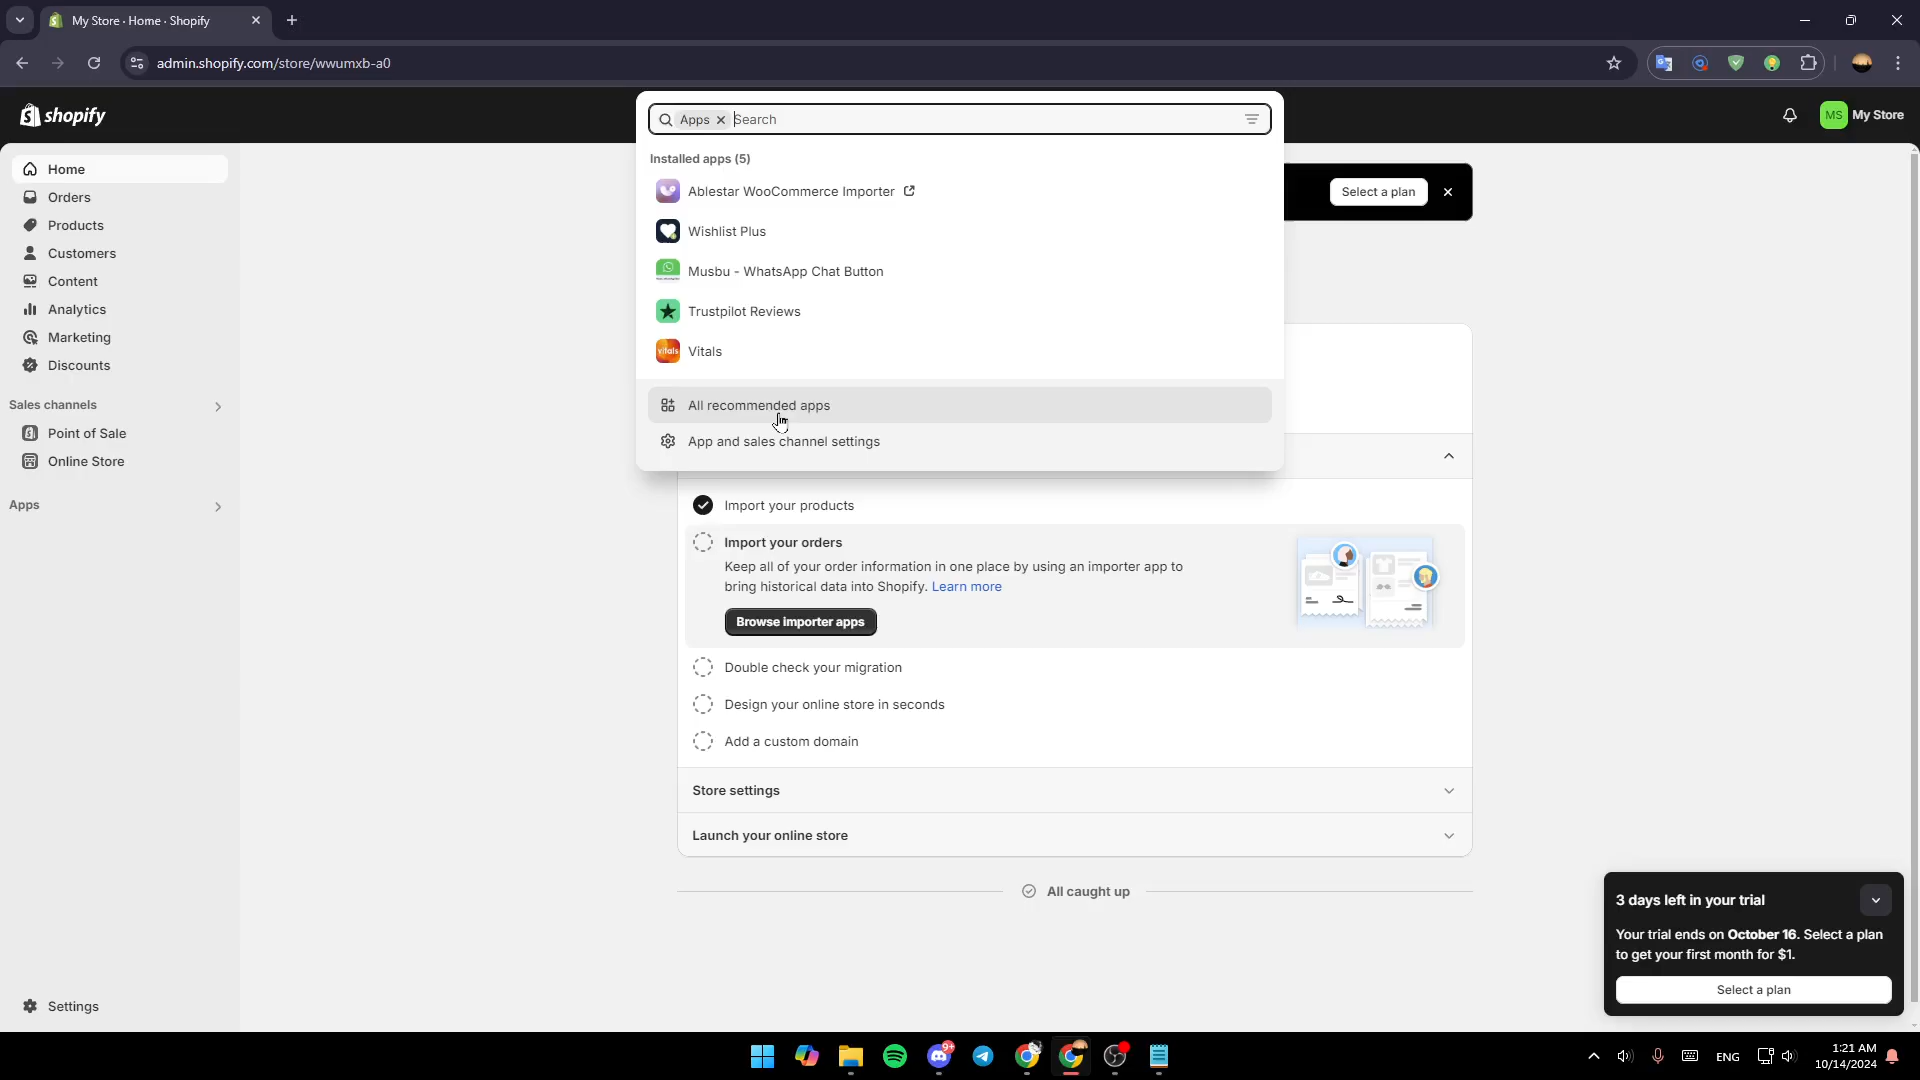 My Store · Home · Shopify
admin.shopify.com/store/wwumxb-a0
shopify
MS My Store
Apps Search
Home
Orders
Products
Customers
Content
Analytics
Marketing
Discounts
Sales channels
Point of Sale
Online Store
Apps
Settings
Installed apps (5)
Ablestar WooCommerce Importer
Wishlist Plus
Musbu - WhatsApp Chat Button
Trustpilot Reviews
vitals Vitals
All recommended apps
App and sales channel settings
Select a plan
Import your products
Import your orders
Keep all of your order information in one place by using an importer app to
bring historical data into Shopify. Learn more
Browse importer apps
Double check your migration
Design your online store in seconds
Add a custom domain
Store settings
Launch your online store
All caught up
3 days left in your trial
Your trial ends on October 16. Select a plan
to get your first month for $1.
Select a plan
9+
ENG
1:21 AM
10/14/2024